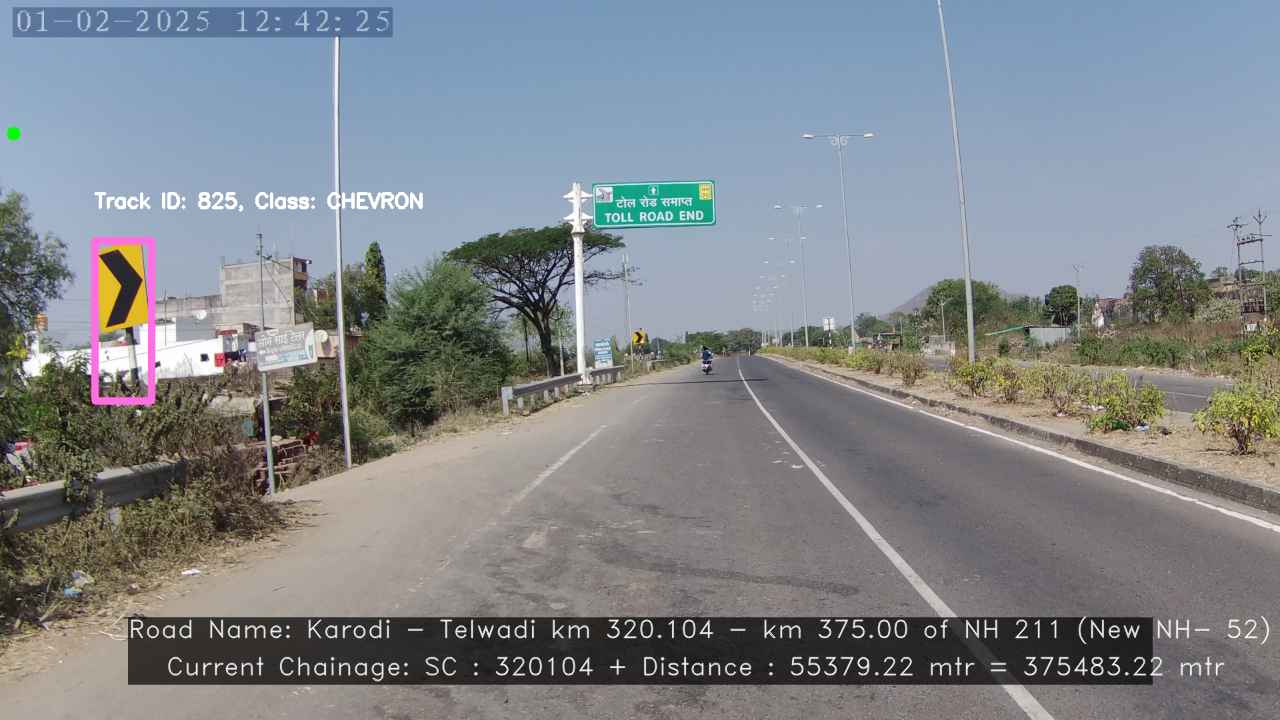 01-02-2025 12:42:25
Track ID: 825, Class: CHEVRON
टोल रोड समाप्त
TOLL ROAD END
Road Name: Karodi - Telwadi km 320.104 - km 375.00 of NH 211 (New NH- 52)
Current Chainage: SC : 320104 + Distance : 55379.22 mtr = 375483.22 mtr